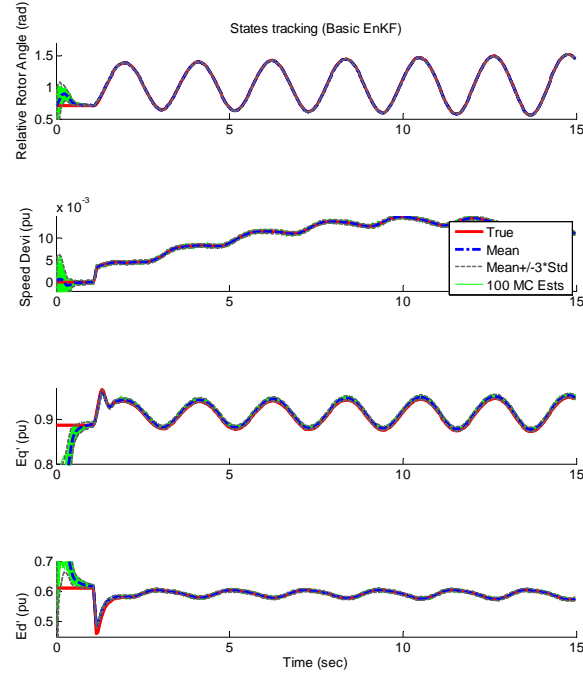 States tracking (Basic EnKF)
Relative Rotor Angle (rad)
1.5
1
0.5
0
5
10
15
x 10
-3
Speed Devi (pu)
10
5
0
0
5
10
15
True
Mean
Mean+/-3*Std
100 MC Ests
Eq' (pu)
0.9
0.8
0
5
10
15
Ed' (pu)
0.7
0.6
0.5
0
5
10
15
Time (sec)